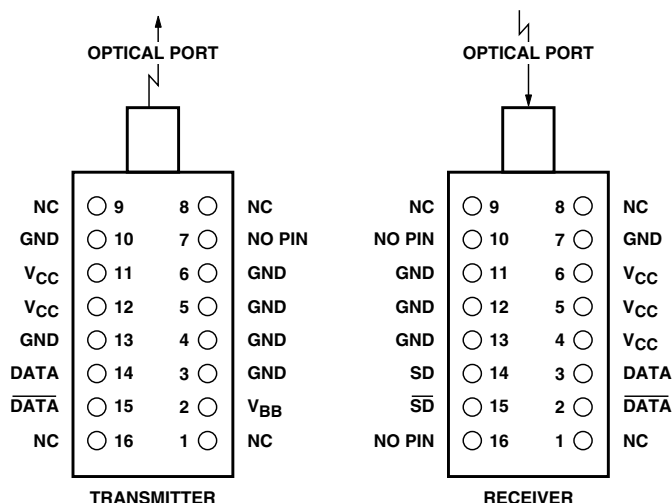 OPTICAL PORT OPTICAL PORT
NC 9 8 NC NC 9 8 NC
GND 10 7 NO PIN NO PIN 10 7 GND
VCC 11 6 GND GND 11 6 VCC
VCC 12 5 GND GND 12 5 VCC
GND 13 4 GND GND 13 4 VCC
DATA 14 3 GND SD 14 3 DATA
D̅A̅T̅A̅ 15 2 VBB S̅D̅ 15 2 D̅A̅T̅A̅
NC 16 1 NC NO PIN 16 1 NC
TRANSMITTER RECEIVER